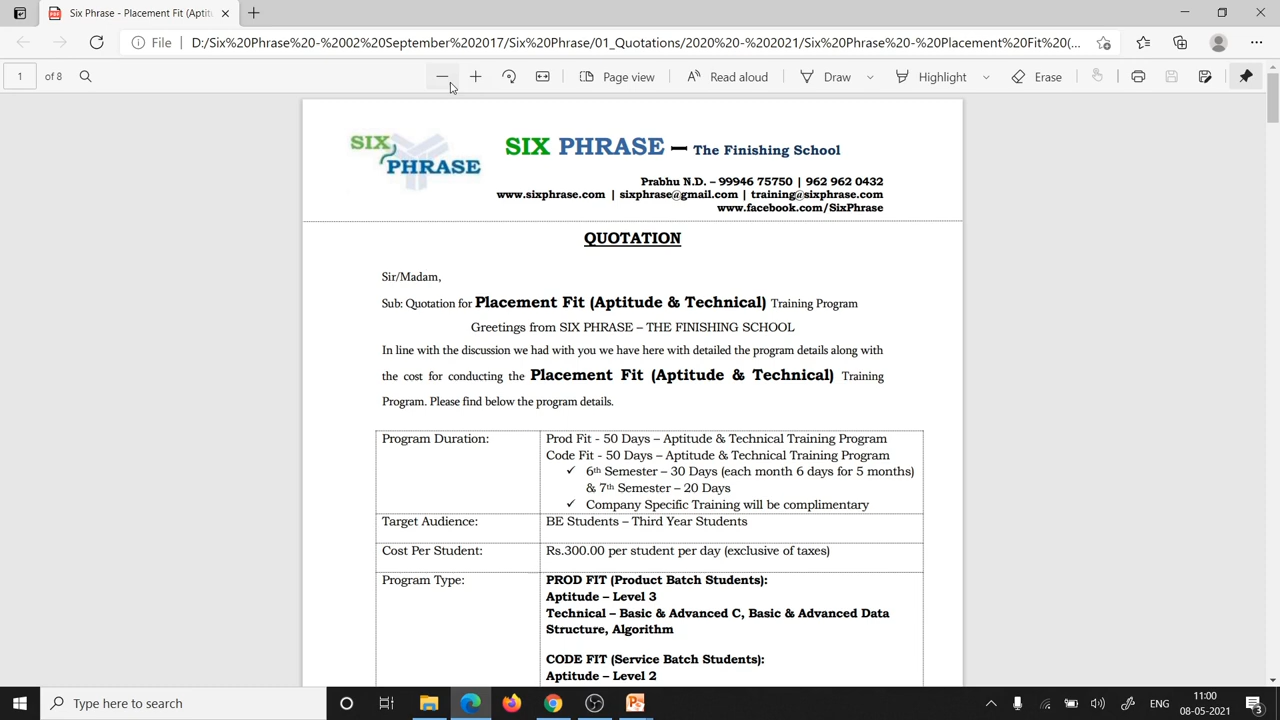 Six Phrase - Placement Fit (Aptit
File
D:/Six%20Phrase%20-%2002%20September%202017/Six%20Phrase/01_Quotations/2020%20-%202021/Six%20Phrase%20-%20Placement%20Fit%20(...
1 of 8
Page view
Read aloud
Draw
Highlight
Erase
SIX PHRASE
SIX PHRASE – The Finishing School
Prabhu N.D. – 99946 75750 | 962 962 0432
www.sixphrase.com | sixphrase@gmail.com | training@sixphrase.com
www.facebook.com/SixPhrase
QUOTATION
Sir/Madam,
Sub: Quotation for Placement Fit (Aptitude & Technical) Training Program
Greetings from SIX PHRASE – THE FINISHING SCHOOL
In line with the discussion we had with you we have here with detailed the program details along with
the cost for conducting the Placement Fit (Aptitude & Technical) Training
Program. Please find below the program details.
Program Duration:
Prod Fit - 50 Days – Aptitude & Technical Training Program
Code Fit - 50 Days – Aptitude & Technical Training Program
✓ 6th Semester – 30 Days (each month 6 days for 5 months)
& 7th Semester – 20 Days
✓ Company Specific Training will be complimentary
Target Audience:
BE Students – Third Year Students
Cost Per Student:
Rs.300.00 per student per day (exclusive of taxes)
Program Type:
PROD FIT (Product Batch Students):
Aptitude – Level 3
Technical – Basic & Advanced C, Basic & Advanced Data
Structure, Algorithm
CODE FIT (Service Batch Students):
Aptitude – Level 2
Type here to search
ENG
11:00
08-05-2021
3